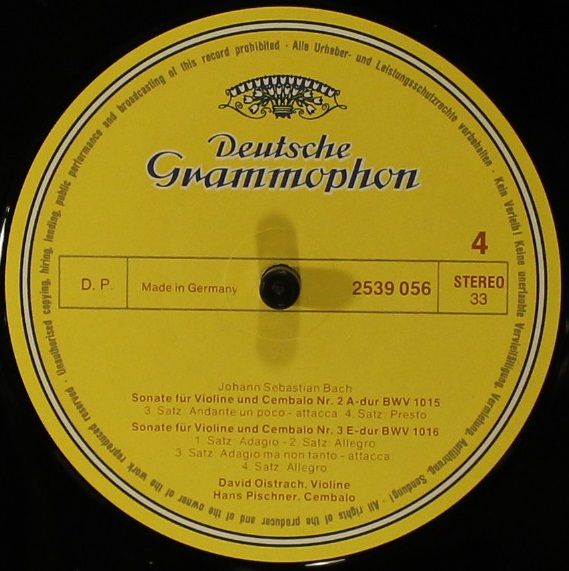 Alle Urheber- und Leistungsschutzrechte vorbehalten · Kein Verleih! Keine unerlaubte Vervielfältigung, Vermietung, Aufführung, Sendung! · All rights of the producer and of the owner of the work reproduced reserved · Unauthorised copying, hiring, lending, public performance and broadcasting of this record prohibited ·
Deutsche
Grammophon
4
D. P.
Made in Germany
2539 056
STEREO
33
Johann Sebastian Bach
Sonate für Violine und Cembalo Nr. 2 A-dur BWV 1015
3. Satz: Andante un poco - attacca: 4. Satz: Presto
Sonate für Violine und Cembalo Nr. 3 E-dur BWV 1016
1. Satz: Adagio - 2. Satz: Allegro
3. Satz: Adagio ma non tanto - attacca:
4. Satz: Allegro
David Oistrach, Violine
Hans Pischner, Cembalo